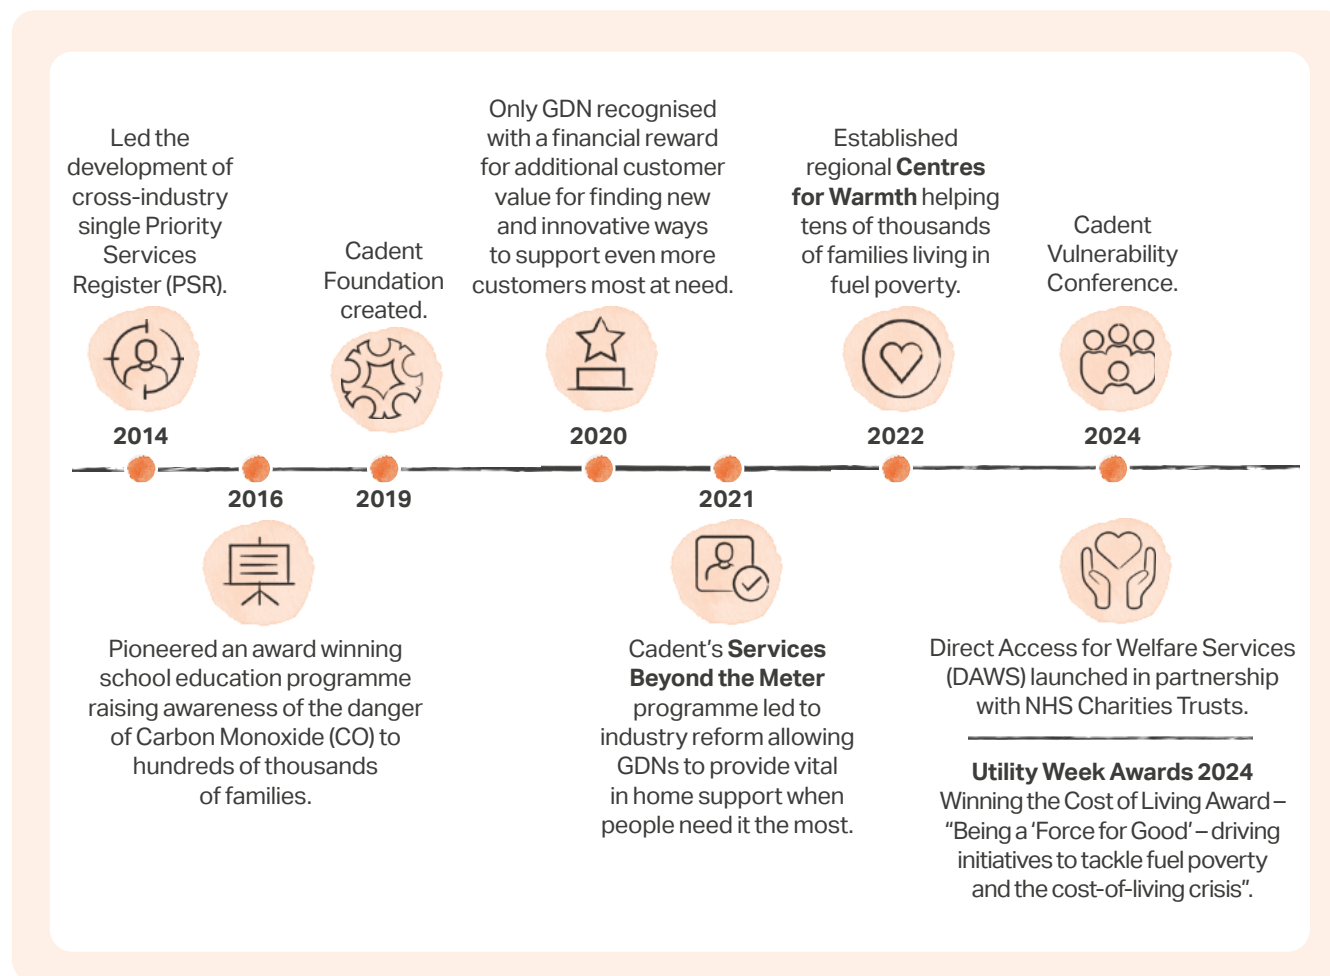 Led the
development of
cross-industry
single Priority
Services
Register (PSR).
2014
Pioneered an award winning
school education programme
raising awareness of the danger
of Carbon Monoxide (CO) to
hundreds of thousands
of families.
2016
Cadent
Foundation
created.
2019
Only GDN recognised
with a financial reward
for additional customer
value for finding new
and innovative ways
to support even more
customers most at need.
2020
2021
Cadent’s Services
Beyond the Meter
programme led to
industry reform allowing
GDNs to provide vital
in home support when
people need it the most.
Established
regional Centres
for Warmth helping
tens of thousands
of families living in
fuel poverty.
2022
Cadent
Vulnerability
Conference.
2024
Direct Access for Welfare Services
(DAWS) launched in partnership
with NHS Charities Trusts.
Utility Week Awards 2024
Winning the Cost of Living Award –
“Being a ‘Force for Good’ – driving
initiatives to tackle fuel poverty
and the cost-of-living crisis”.